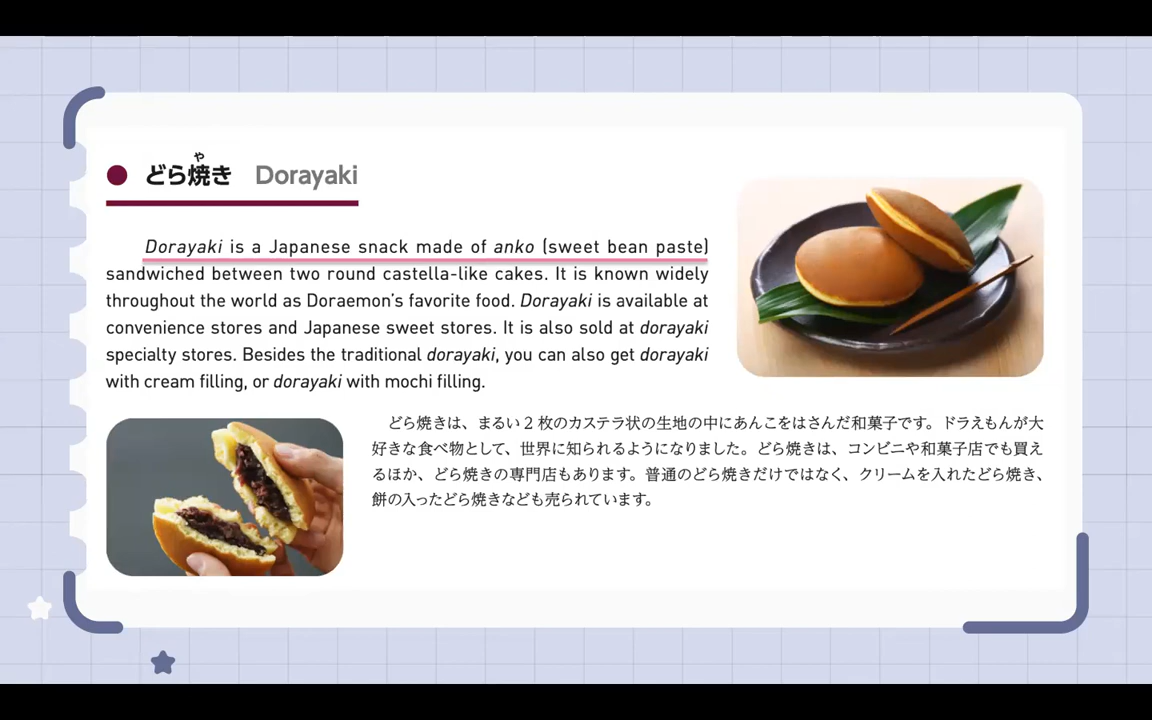 や
どら焼き Dorayaki
Dorayaki is a Japanese snack made of anko (sweet bean paste)
sandwiched between two round castella-like cakes. It is known widely
throughout the world as Doraemon's favorite food. Dorayaki is available at
convenience stores and Japanese sweet stores. It is also sold at dorayaki
specialty stores. Besides the traditional dorayaki, you can also get dorayaki
with cream filling, or dorayaki with mochi filling.
どら焼きは、まるい2枚のカステラ状の生地の中にあんこをはさんだ和菓子です。ドラえもんが大
好きな食べ物として、世界に知られるようになりました。どら焼きは、コンビニや和菓子店でも買え
るほか、どら焼きの専門店もあります。普通のどら焼きだけではなく、クリームを入れたどら焼き、
餅の入ったどら焼きなども売られています。